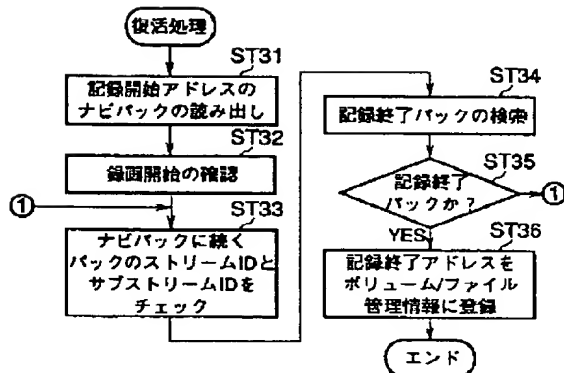 復活処理
ST31
記録開始アドレスの
ナビパックの読み出し
ST32
録画開始の確認
①
ST33
ナビパックに続く
パックのストリームIDと
サブストリームIDを
チェック
ST34
記録終了パックの検索
ST35
記録終了
パックか？
①
YES
ST36
記録終了アドレスを
ボリューム/ファイル
管理情報に登録
エンド